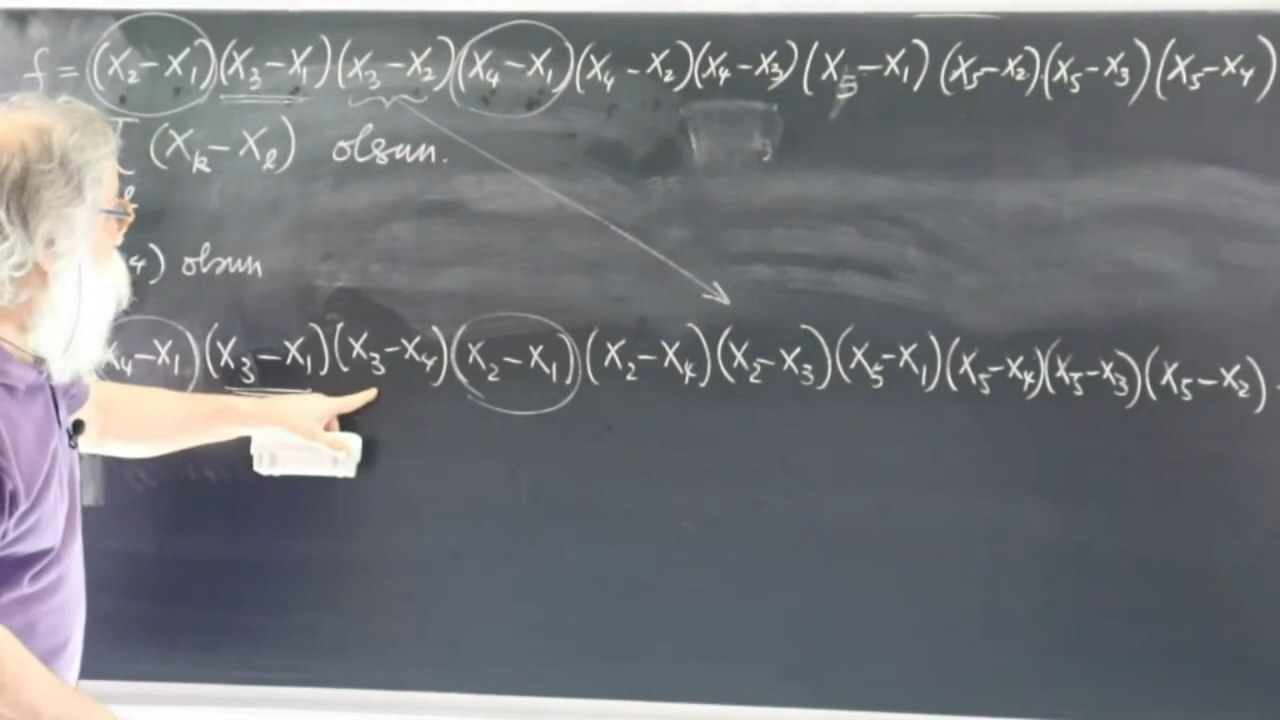 f = (X₂ - X₁)(X₃ - X₁)(X₃ - X₂)(X₄ - X₁)(X₄ - X₂)(X₄ - X₃)(X₅ - X₁)(X₅ - X₂)·(X₅ - X₃)(X₅ - X₄)
(Xₖ - Xₗ) olsun.
4) olsun
X₄ - X₁)(X₃ - X₁)(X₃ - X₄)(X₂ - X₁)(X₂ - X₄)(X₂ - X₃)(X₅ - X₁)(X₅ - X₄)(X₅ - X₃)(X₅ - X₂)